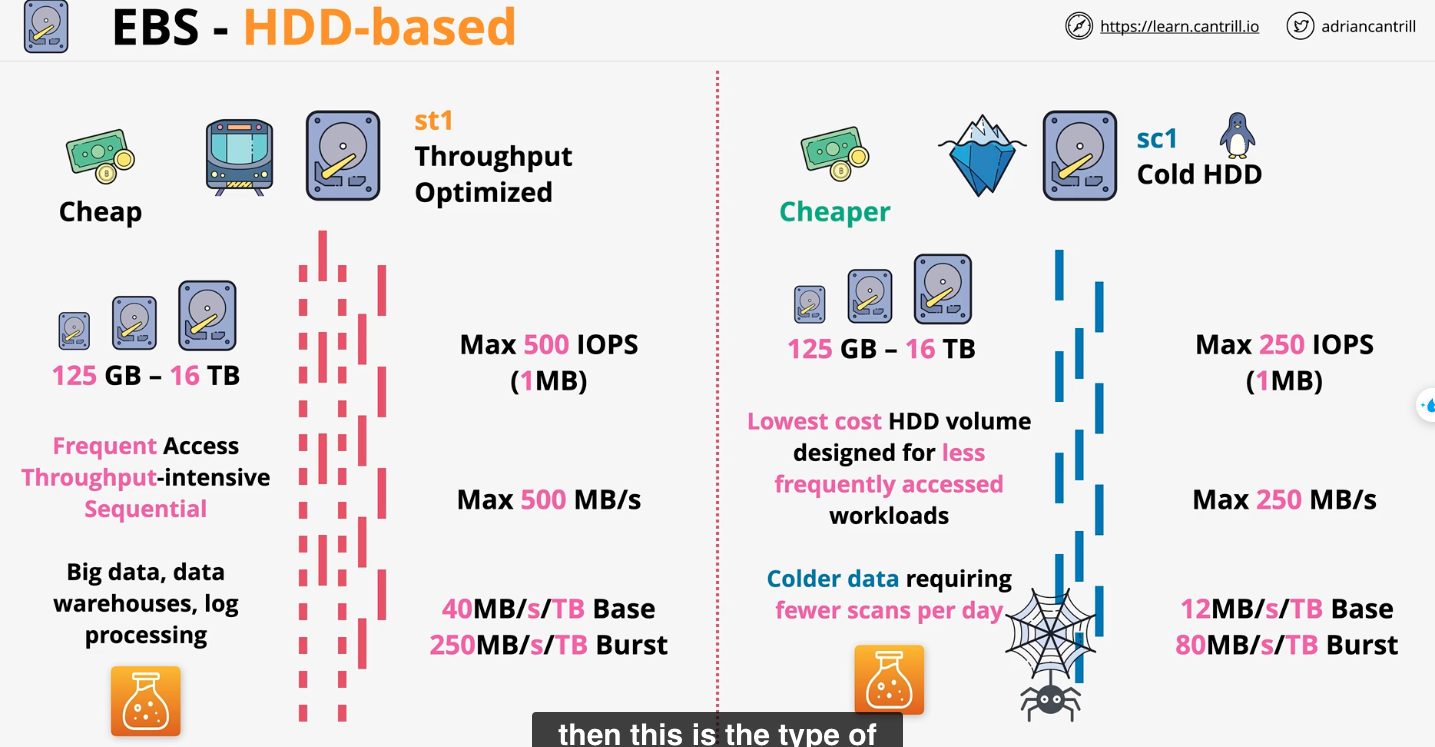 EBS - HDD-based
https://learn.cantrill.io
adriancantrill
Cheap
st1
Throughput
Optimized
125 GB – 16 TB
Max 500 IOPS
(1MB)
Frequent Access
Throughput-intensive
Sequential
Max 500 MB/s
Big data, data
warehouses, log
processing
40MB/s/TB Base
250MB/s/TB Burst
Cheaper
sc1
Cold HDD
125 GB – 16 TB
Max 250 IOPS
(1MB)
Lowest cost HDD volume
designed for less
frequently accessed
workloads
Max 250 MB/s
Colder data requiring
fewer scans per day
12MB/s/TB Base
80MB/s/TB Burst
then this is the type of